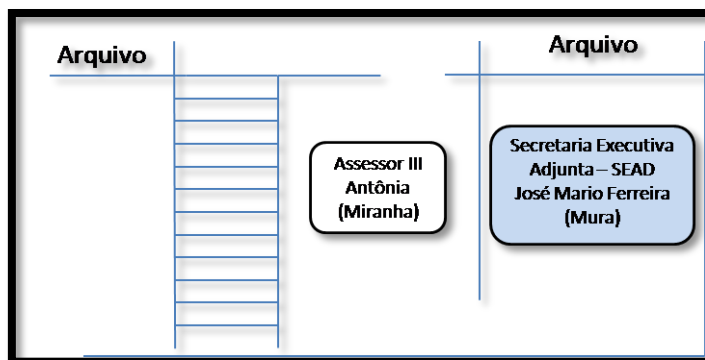 Arquivo
Arquivo
Assessor III
Antônia
(Miranha)
Secretaria Executiva
Adjunta – SEAD
José Mario Ferreira
(Mura)